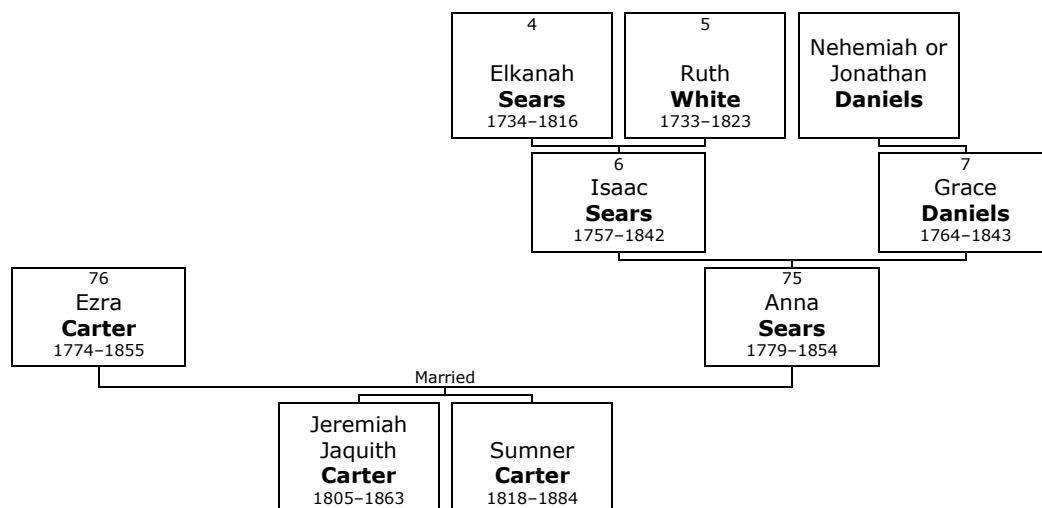 4
Elkanah
Sears
1734–1816
5
Ruth
White
1733–1823
Nehemiah or
Jonathan
Daniels
6
Isaac
Sears
1757–1842
7
Grace
Daniels
1764–1843
76
Ezra
Carter
1774–1855
75
Anna
Sears
1779–1854
Married
Jeremiah
Jaquith
Carter
1805–1863
Sumner
Carter
1818–1884